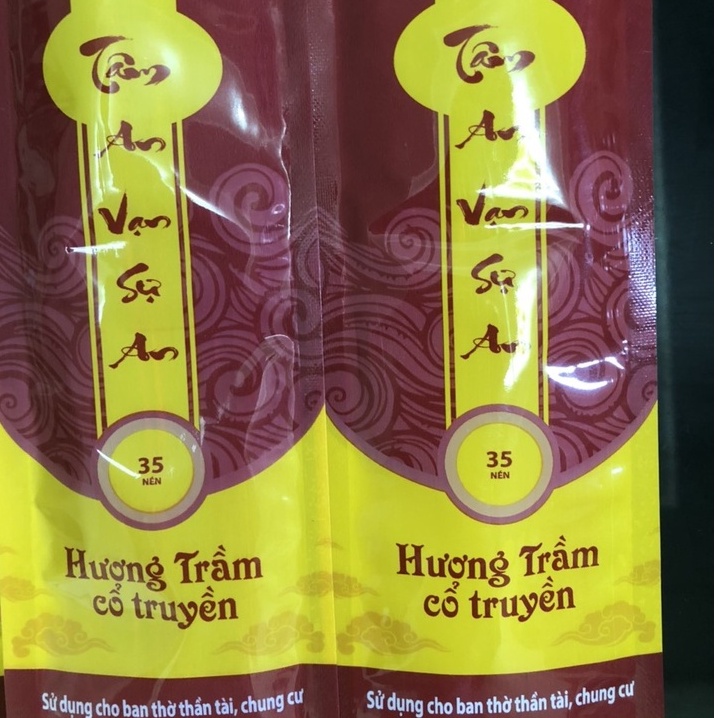 Tâm
An
Vạn
Sự
An
35
NÉN
Hương Trầm
cổ truyền
Sử dụng cho ban thờ thần tài, chung cư
Tâm
An
Vạn
Sự
An
35
NÉN
Hương Trầm
cổ truyền
Sử dụng cho ban thờ thần tài, chung cư